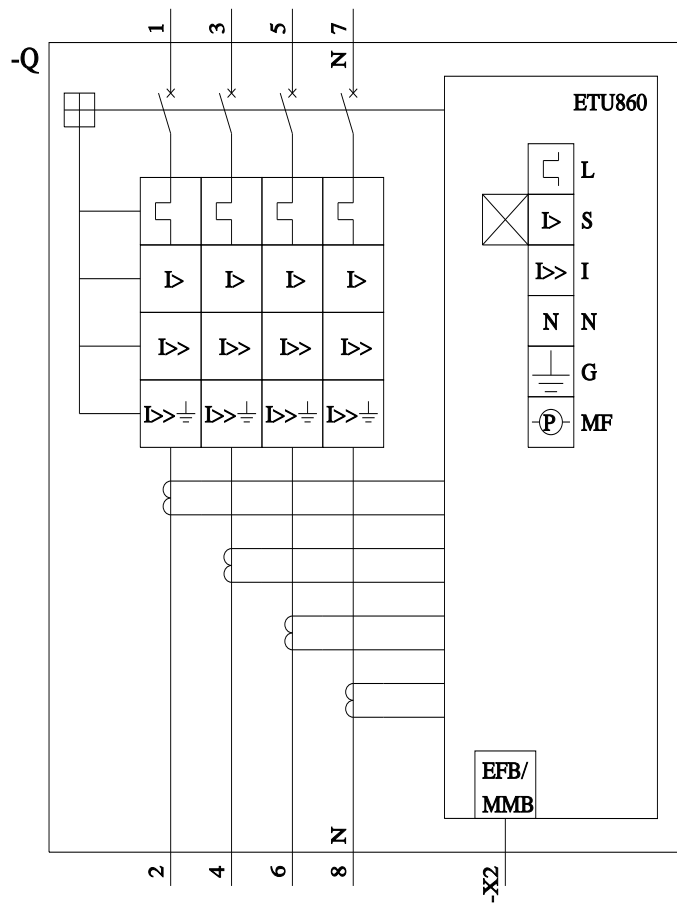 1 3 5 7
-Q
N
ETU860
L
I> I> I> I>
I> S
I>> I
I>> I>> I>> I>>
N N
G
I>> I>> I>> I>>
P MF
EFB/
MMB
N
2 4 6 8 -X2